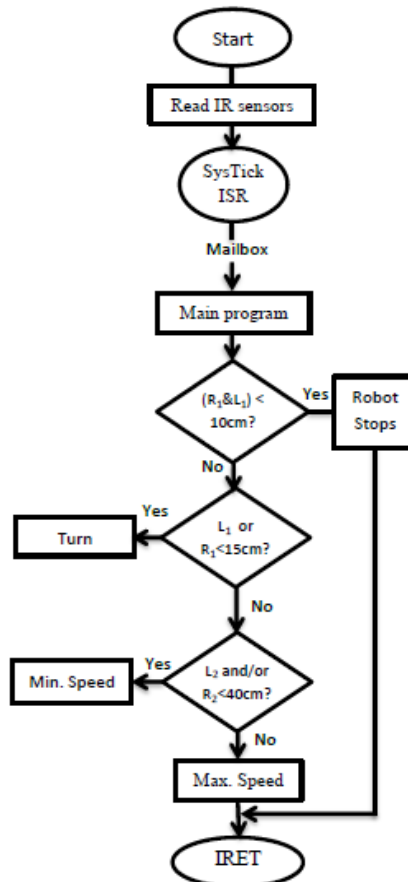 Start
Read IR sensors
SysTick
ISR
Mailbox
Main program
(R₁&L₁) <
10cm?
Yes
Robot
Stops
No
L₁ or
R₁<15cm?
Yes
Turn
No
L₂ and/or
R₂<40cm?
Yes
Min. Speed
No
Max. Speed
IRET